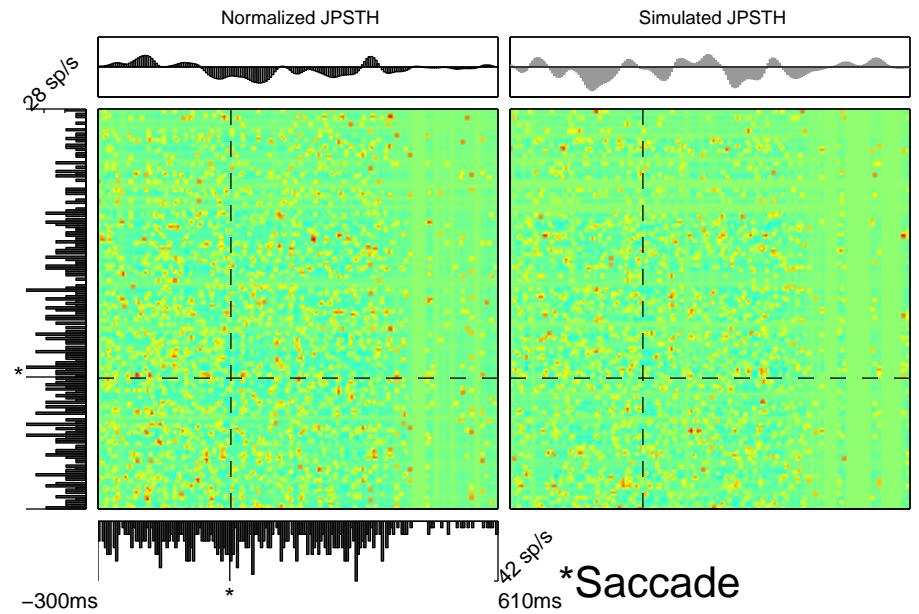 Normalized JPSTH
Simulated JPSTH
28 sp/s
*
42 sp/s
*Saccade
*
−300ms
610ms